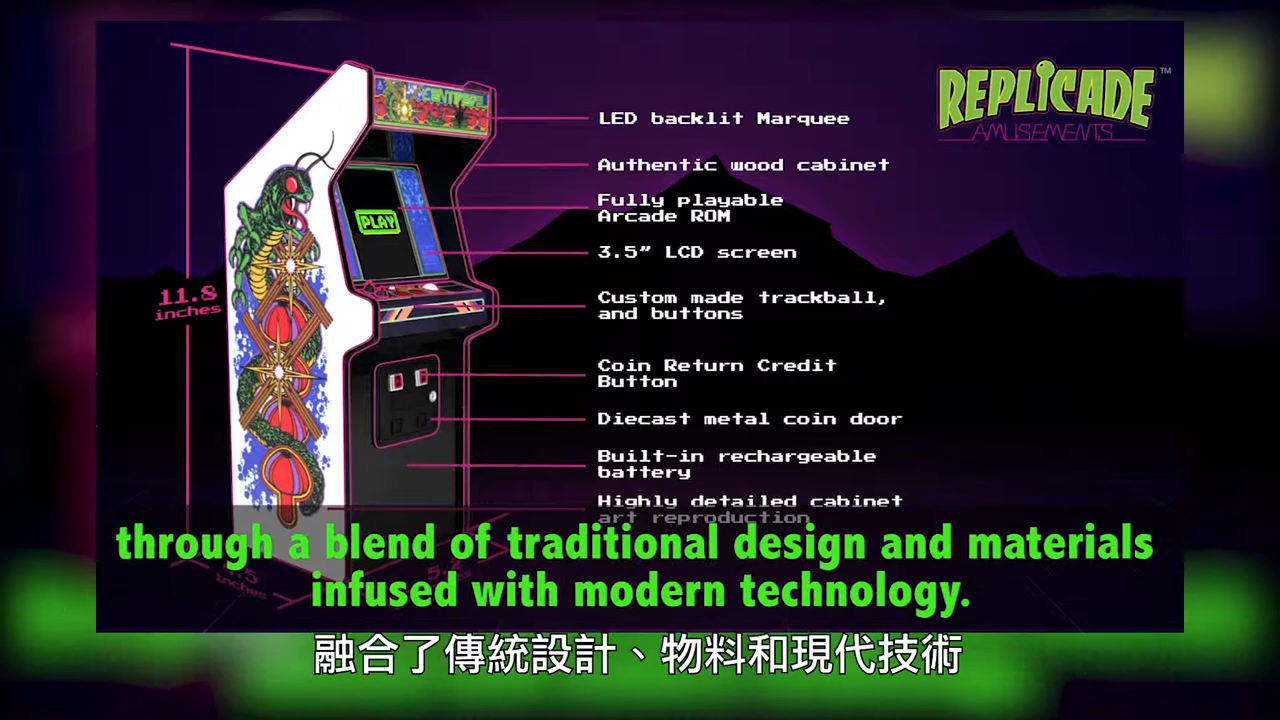 REPLICADE™
AMUSEMENTS
CENTIPEDE
LED backlit Marquee
Authentic wood cabinet
Fully playable
Arcade ROM
PLAY
3.5” LCD screen
11.8
inches
Custom made trackball,
and buttons
Coin Return Credit
Button
Diecast metal coin door
Built-in rechargeable
battery
Highly detailed cabinet
art reproduction
inches
through a blend of traditional design and materials
infused with modern technology.
融合了傳統設計、物料和現代技術